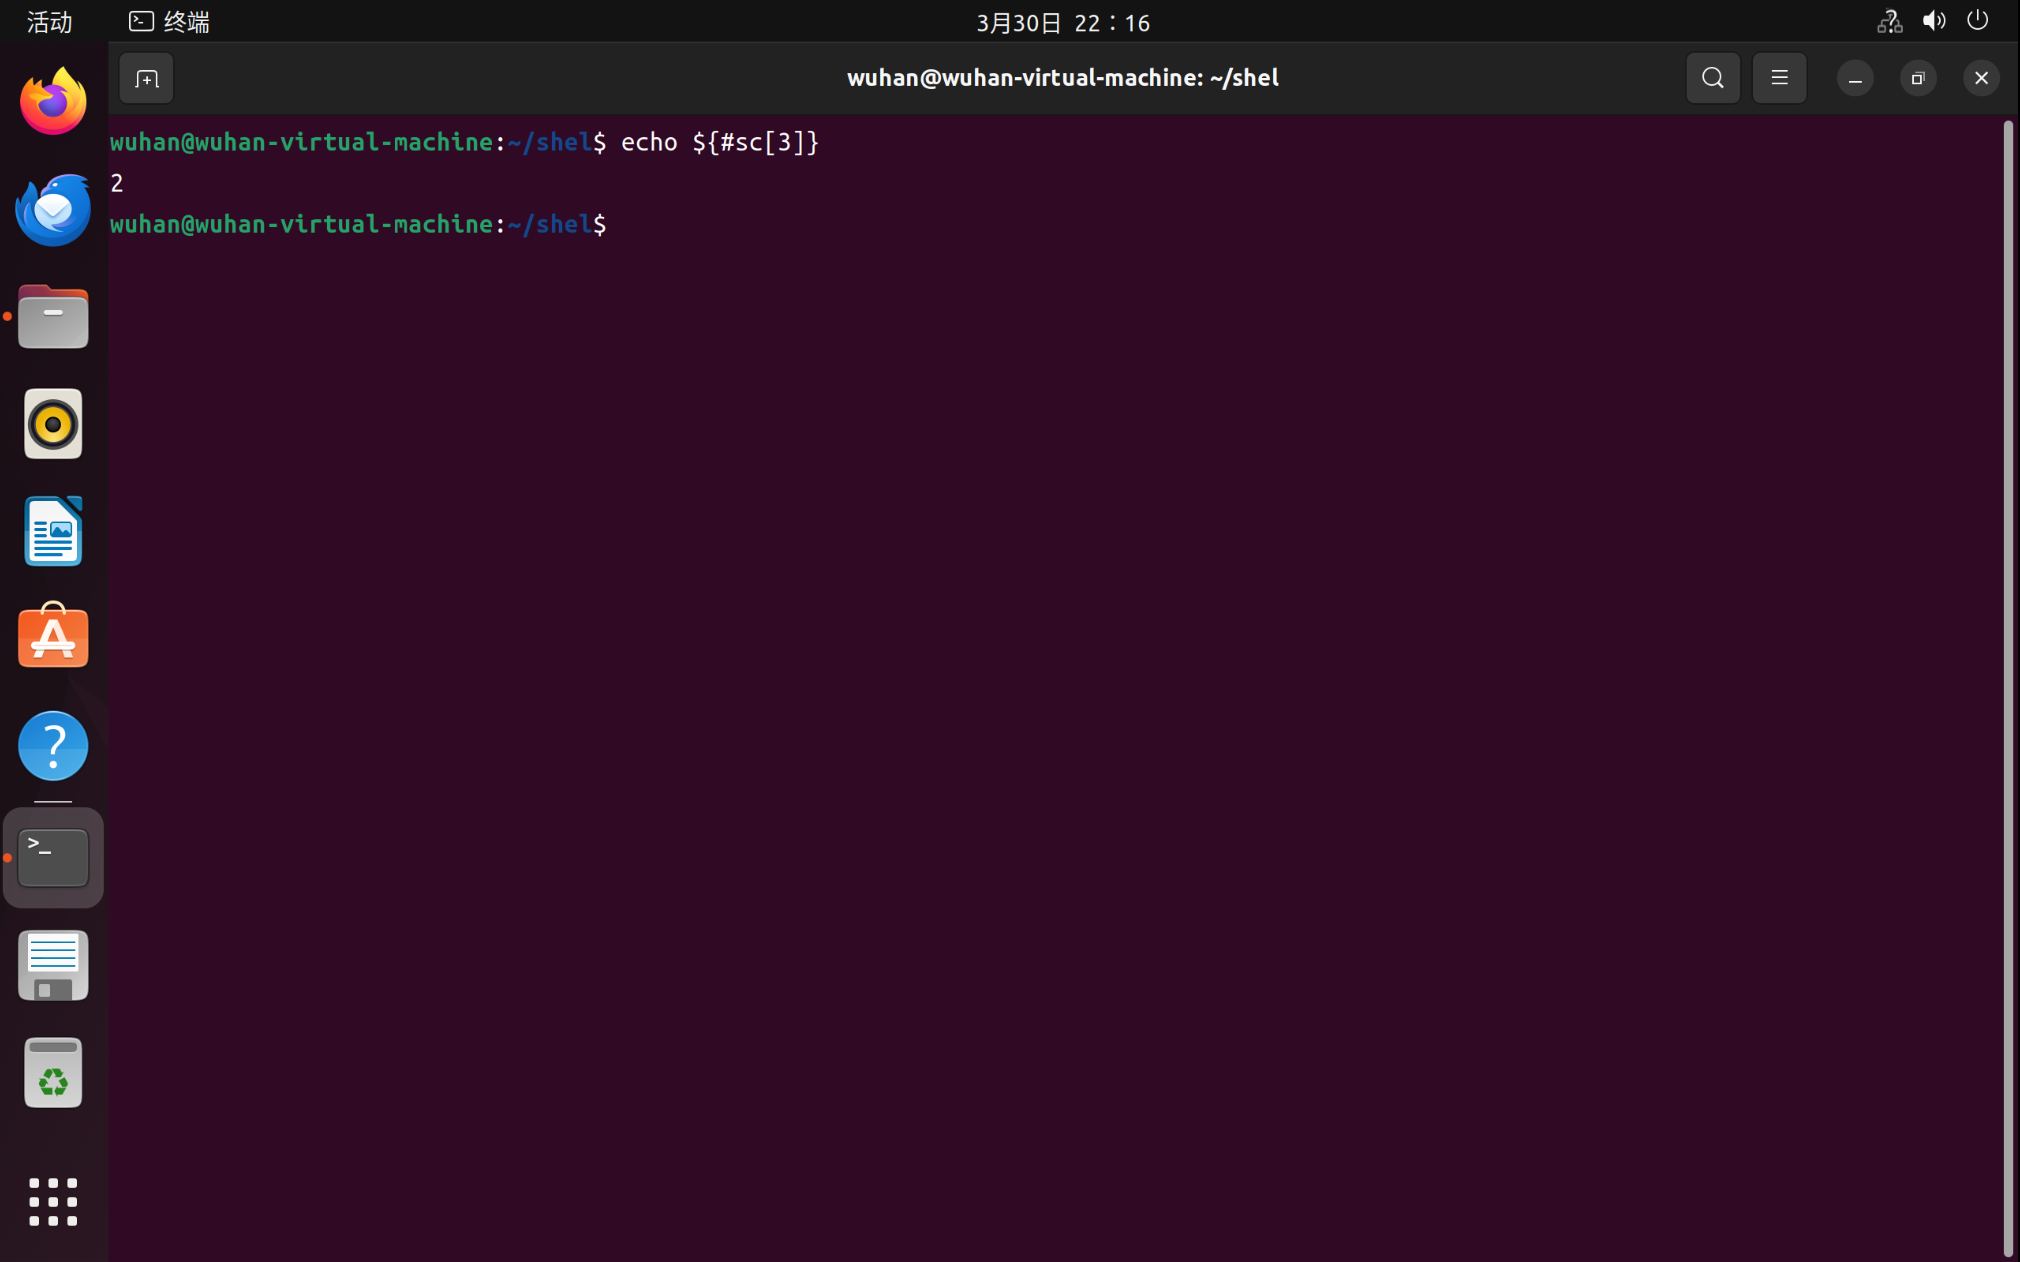 活动
终端
3月30日 22：16
wuhan@wuhan-virtual-machine: ~/shel
wuhan@wuhan-virtual-machine:~/shel$ echo ${#sc[3]}
2
wuhan@wuhan-virtual-machine:~/shel$